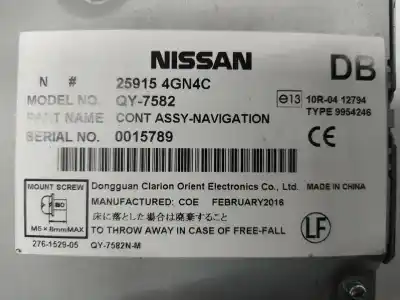 NISSAN
DB
N # 25915 4GN4C
MODEL NO. QY-7582
PART NAME CONT ASSY-NAVIGATION
SERIAL NO. 0015789
e13 10R-04 12794
TYPE 9954246
CE
MOUNT SCREW
M5 × 8mmMAX
Dongguan Clarion Orient Electronics Co., Ltd. MADE IN CHINA
MANUFACTURED: COE FEBRUARY2016
床に落とした場合は廃棄すること
TO THROW AWAY IN CASE OF FREE-FALL
LF
276-1529-05 QY-7582N-M